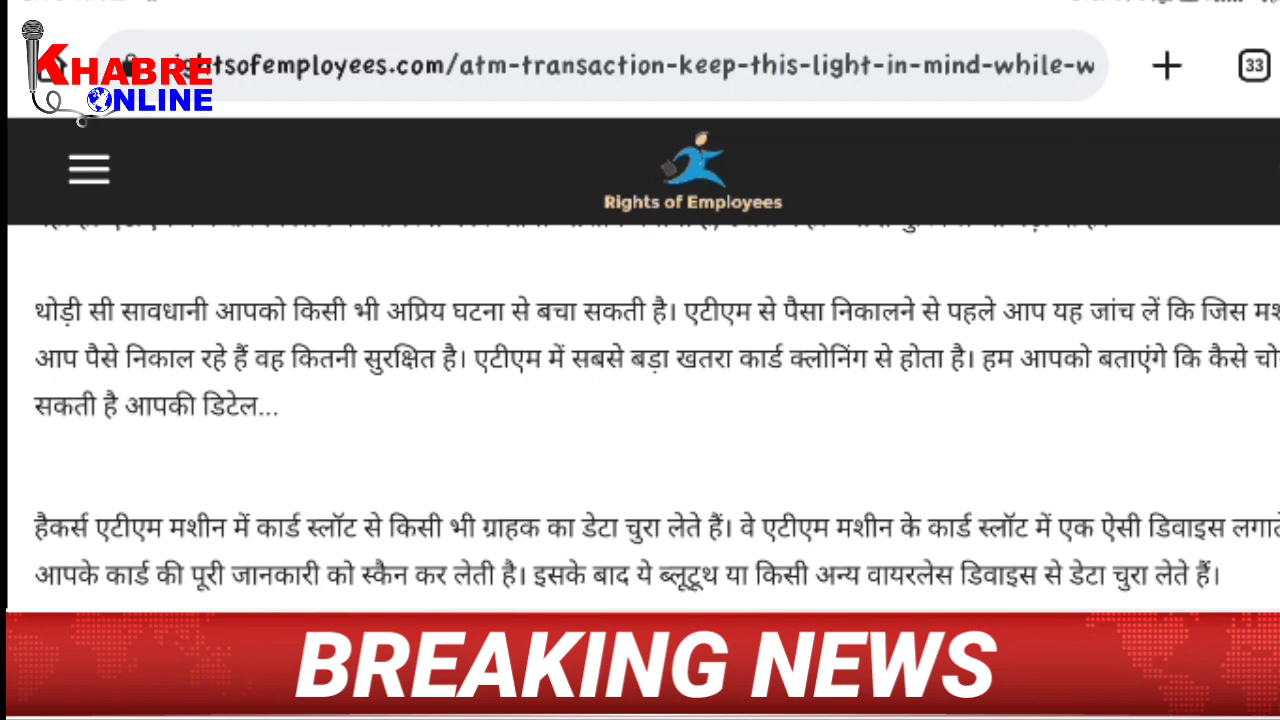 KHABRE
ONLINE
tsofemployees.com/atm-transaction-keep-this-light-in-mind-while-w
33
Rights of Employees
थोड़ी सी सावधानी आपको किसी भी अप्रिय घटना से बचा सकती है। एटीएम से पैसा निकालने से पहले आप यह जांच लें कि जिस
आप पैसे निकाल रहे हैं वह कितनी सुरक्षित है। एटीएम में सबसे बड़ा खतरा कार्ड क्लोनिंग से होता है। हम आपको बताएंगे कि कैसे
सकती है आपकी डिटेल...
हैकर्स एटीएम मशीन में कार्ड स्लॉट से किसी भी ग्राहक का डेटा चुरा लेते हैं। वे एटीएम मशीन के कार्ड स्लॉट में एक ऐसी डिवाइस
आपके कार्ड की पूरी जानकारी को स्कैन कर लेती है। इसके बाद ये ब्लूटूथ या किसी अन्य वायरलेस डिवाइस से डेटा चुरा लेते हैं।
BREAKING NEWS